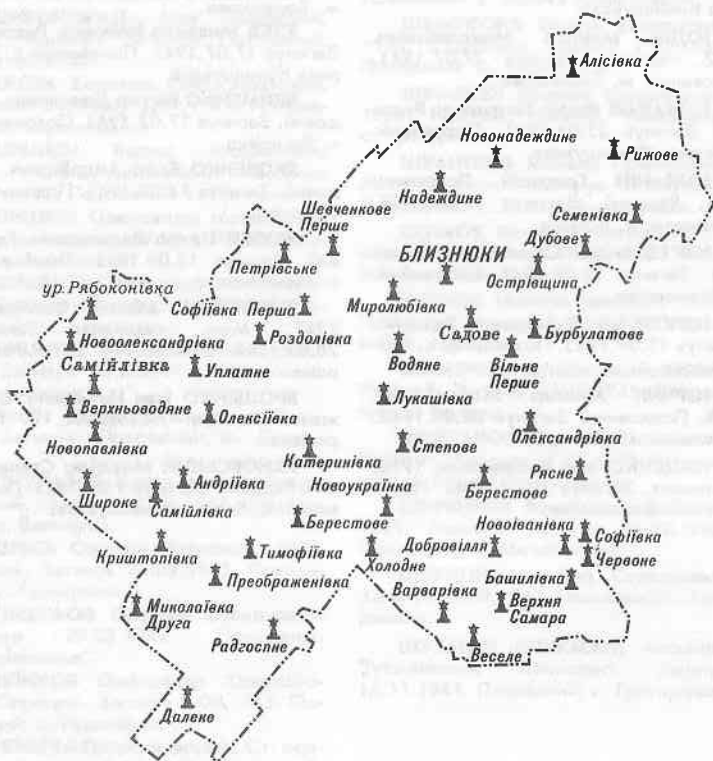 Алісівка
Новонадеждине
Рижове
Надеждине
Шевченкове
Перше
Семенівка
Дубове
Петрівське
БЛИЗНЮКИ
Острівщина
ур. Рябоконівка
Софіївка
Перша
Миролюбівка
Новоолександрівка
Роздолівка
Садове
Бурбулатове
Самійлівка
Уплатне
Водяне
Вільне
Перше
Верхньоводяне
Олексіївка
Лукашівка
Новопавлівка
Степове
Олександрівка
Катеринівка
Андріївка
Новоукраїнка
Берестове
Широке
Самійлівка
Берестове
Новоіванівка
Софіївка
Криштопівка
Тимофіївка
Холодне
Добровілля
Червоне
Преображенівка
Башилівка
Миколаївка
Друга
Варварівка
Верхня
Самара
Радгоспне
Веселе
Далеке